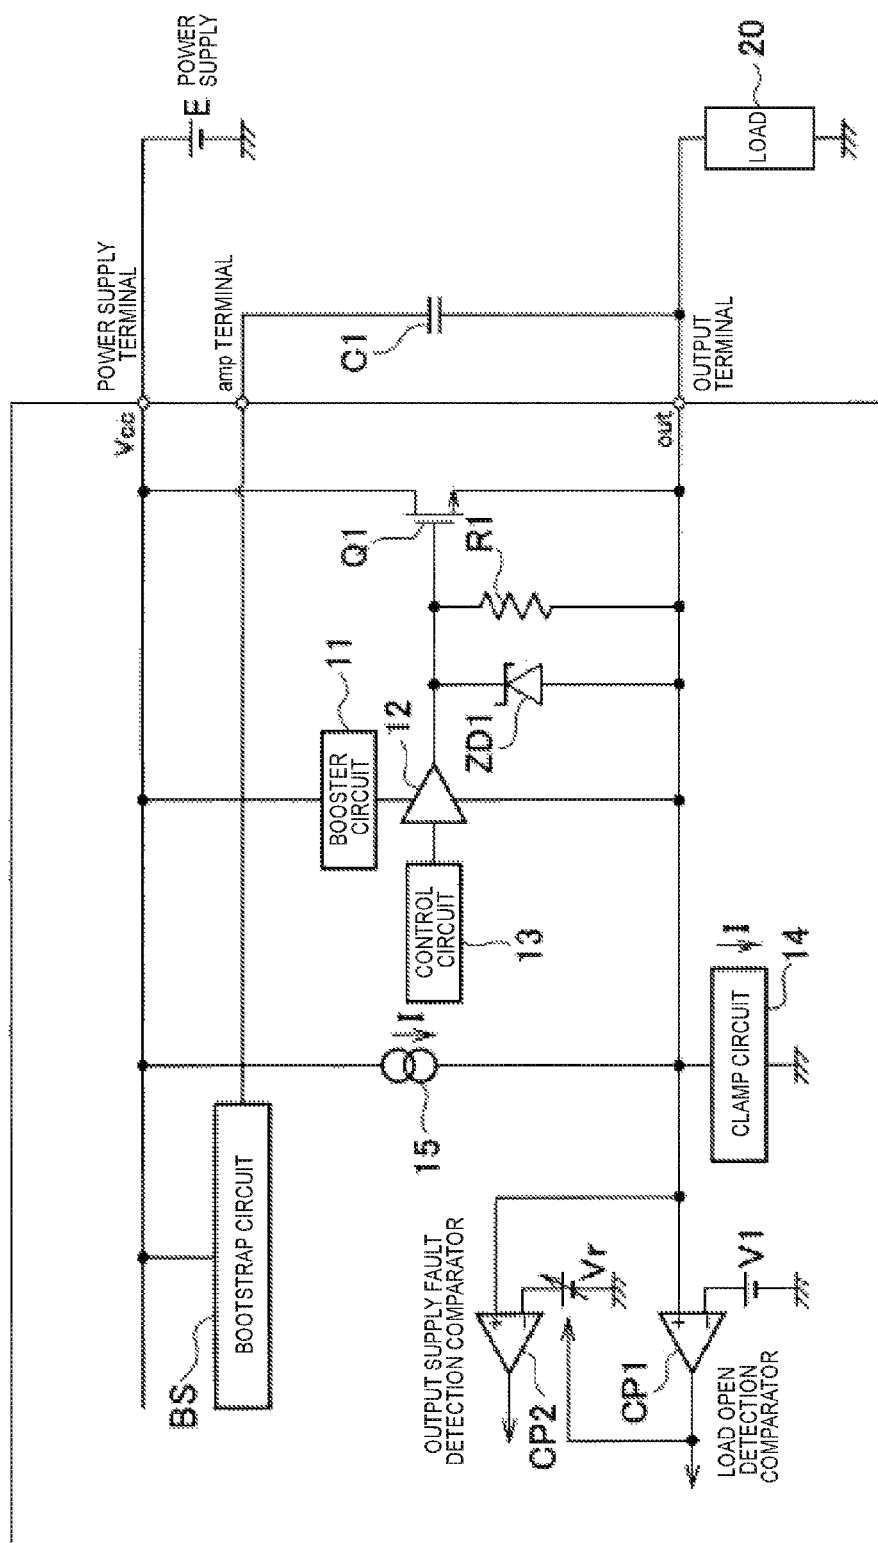 E POWER
SUPPLY
20
LOAD
POWER SUPPLY
TERMINAL
amp TERMINAL
C1
OUTPUT
TERMINAL
Vcc
out
Q1
R1
11
BOOSTER
CIRCUIT
12
ZD1
CONTROL
CIRCUIT
13
I
15
I
14
CLAMP CIRCUIT
BOOTSTRAP CIRCUIT
BS
OUTPUT SUPPLY FAULT
DETECTION COMPARATOR
Vr
V1
+
−
+
−
CP2
CP1
LOAD OPEN
DETECTION
COMPARATOR